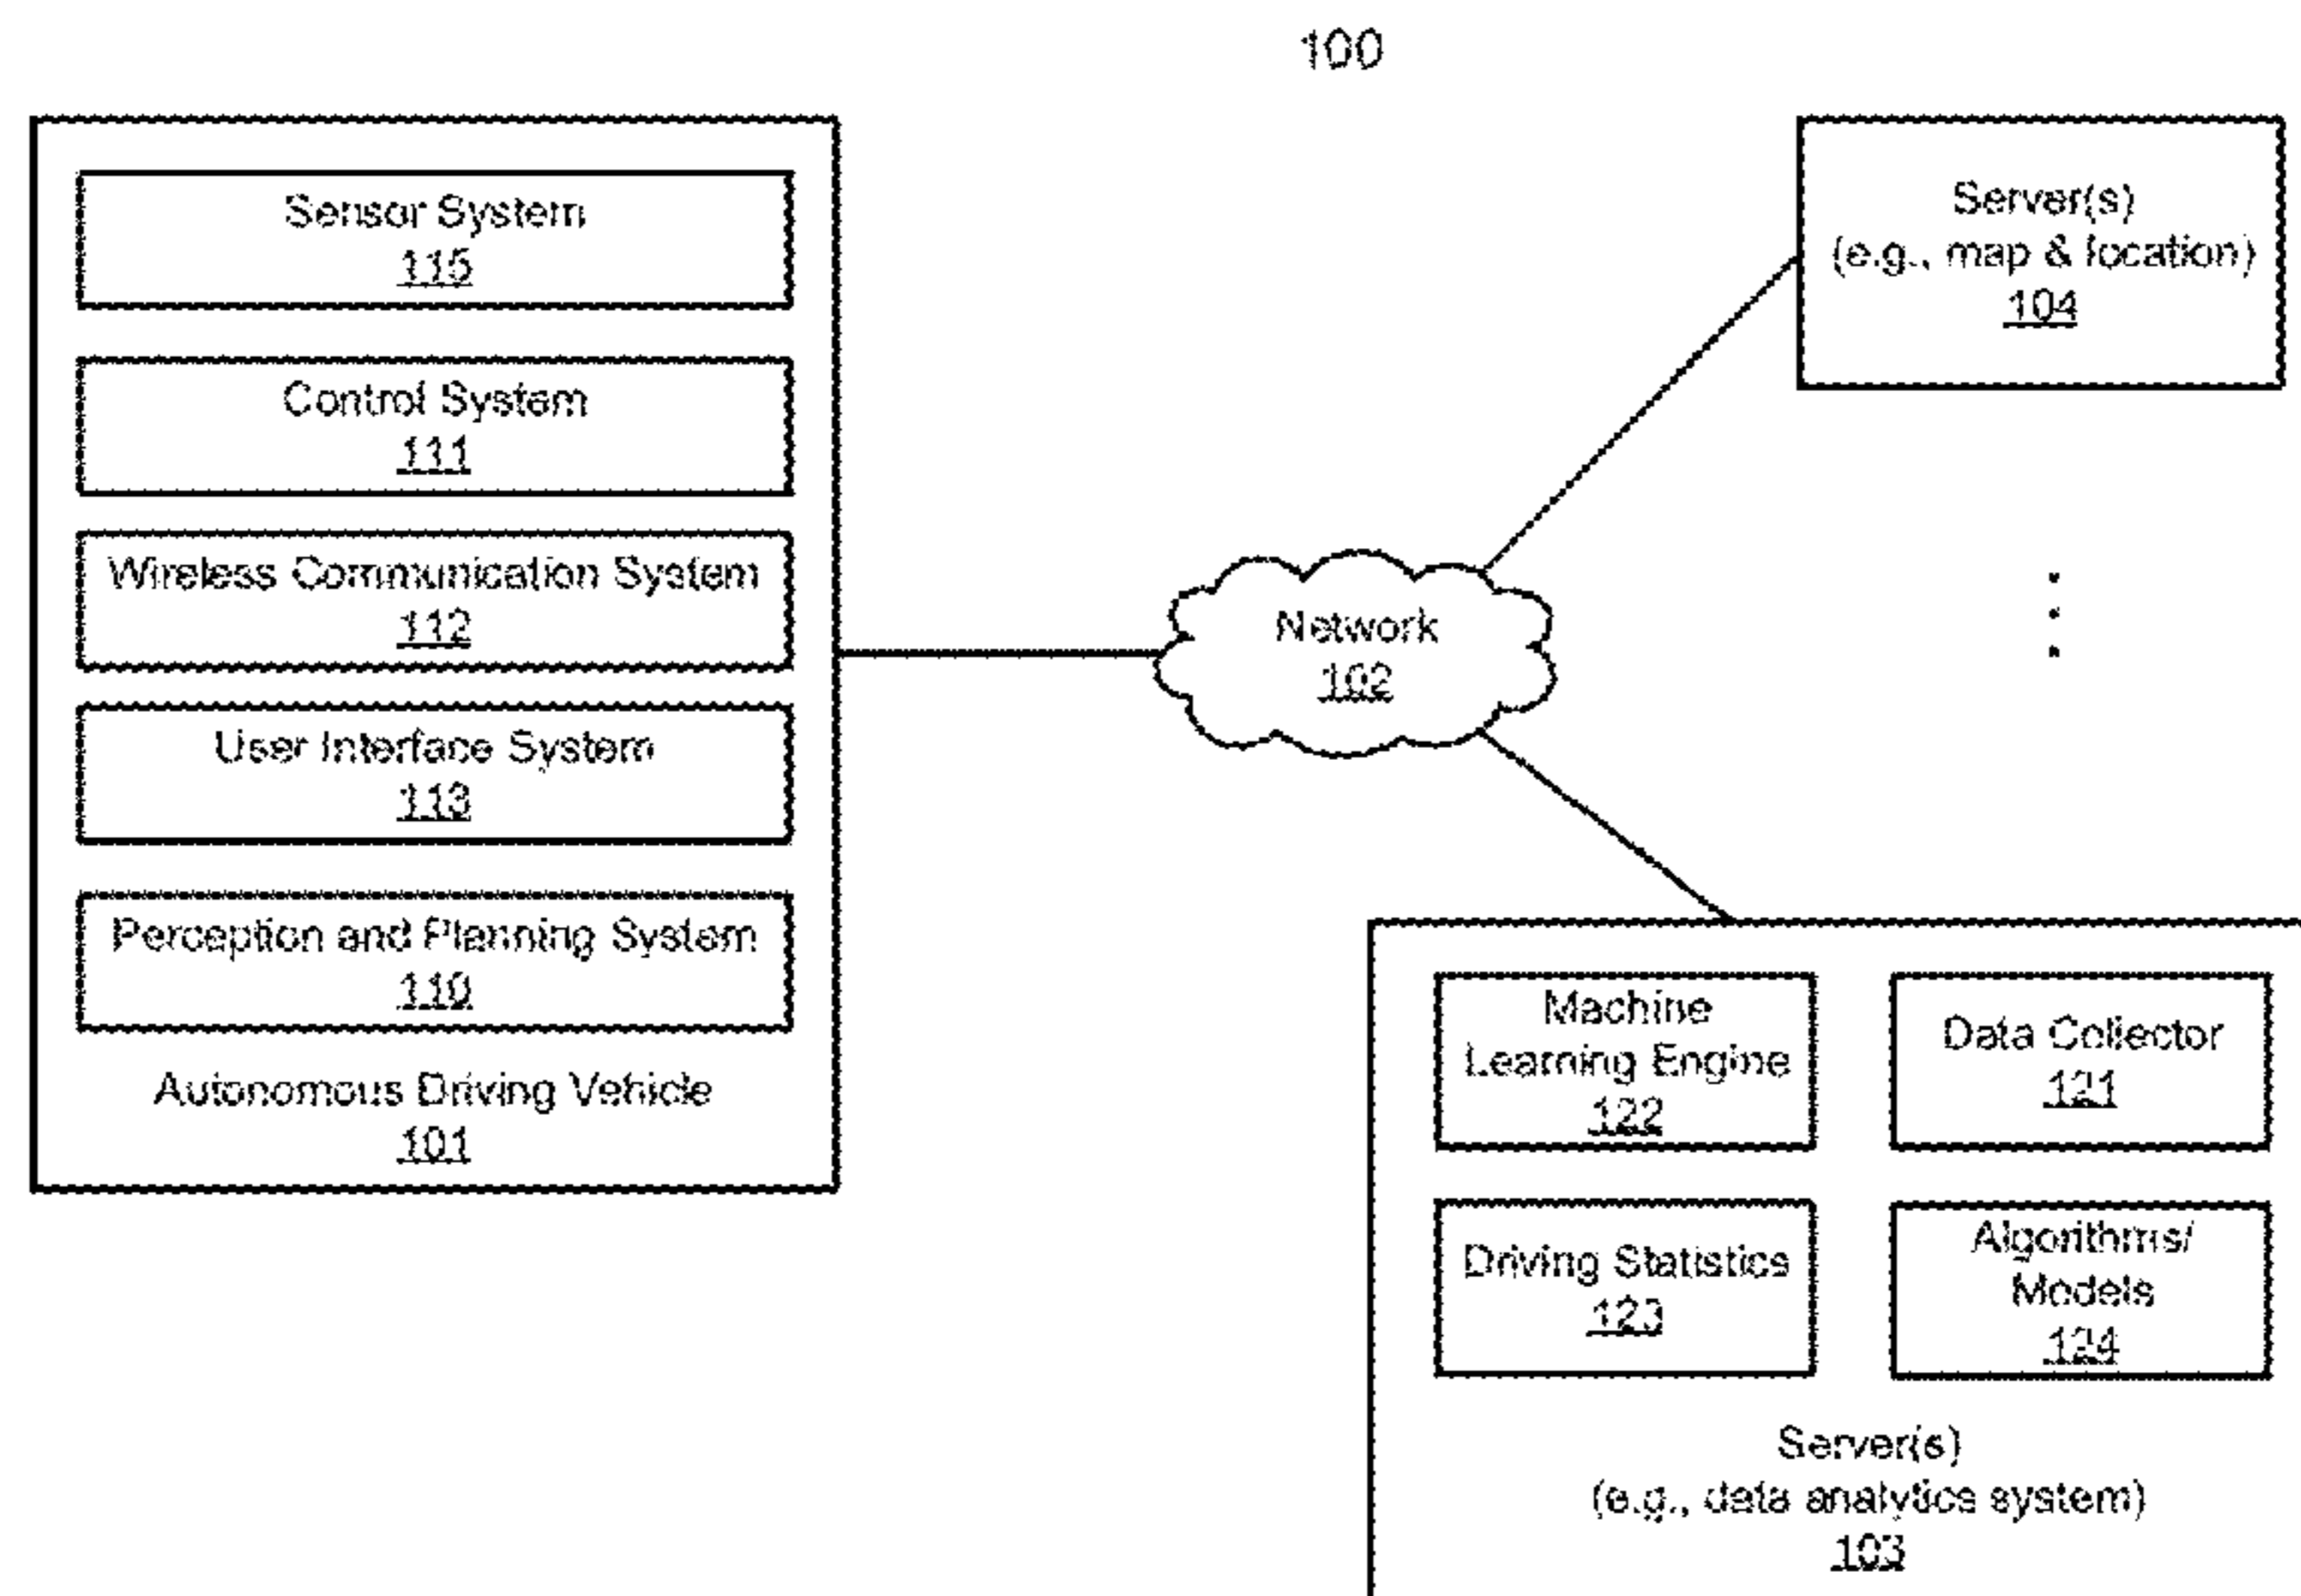 100
Sensor System
115
Control System
111
Wireless Communication System
112
User Interface System
113
Perception and Planning System
110
Autonomous Driving Vehicle
101
Network
102
Server(s)
(e.g., map & location)
104
Machine
Learning Engine
122
Data Collector
121
Driving Statistics
123
Algorithms/
Models
124
Server(s)
(e.g., data analytics system)
103